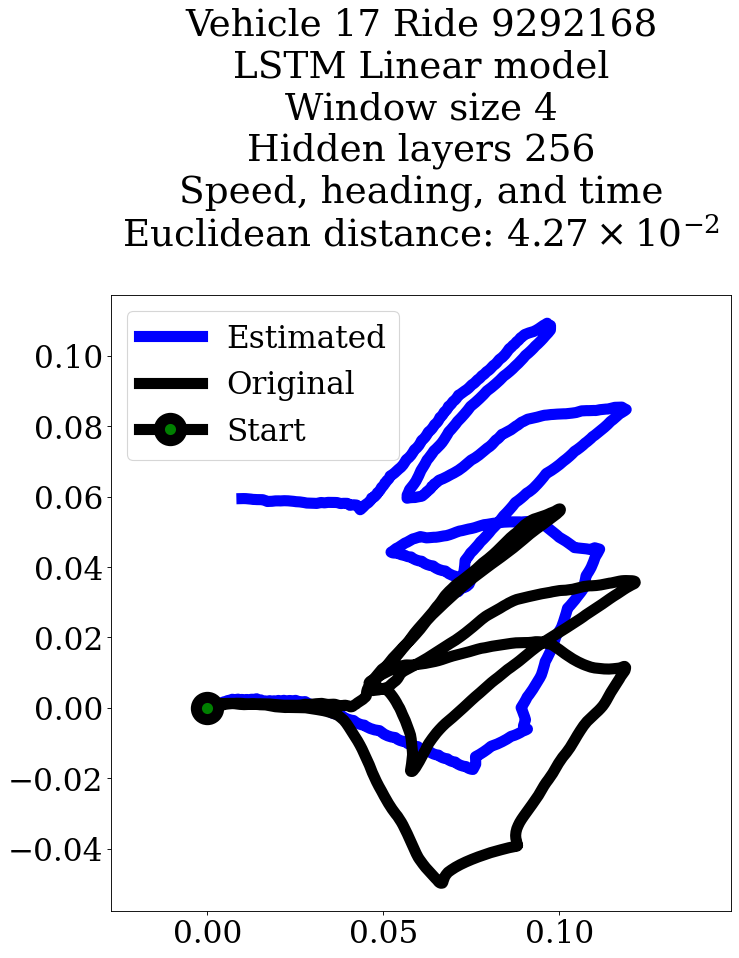 Vehicle 17 Ride 9292168
LSTM Linear model
Window size 4
Hidden layers 256
Speed, heading, and time
Euclidean distance: 4.27 × 10⁻²
Estimated
Original
Start
0.10
0.08
0.06
0.04
0.02
0.00
−0.02
−0.04
0.00 0.05 0.10